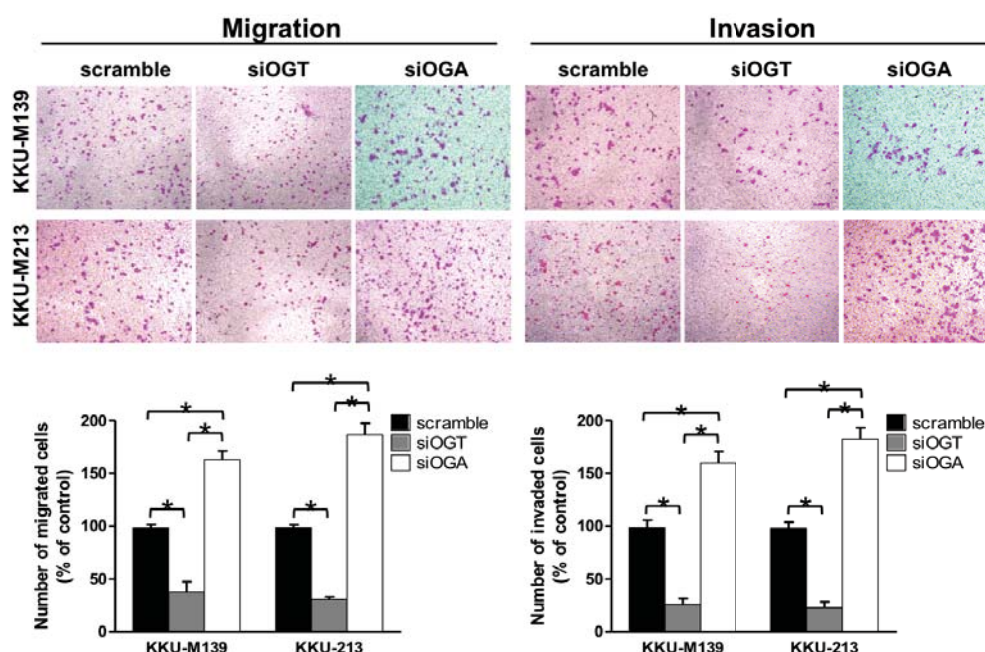 Migration
Invasion
scramble siOGT siOGA
scramble siOGT siOGA
KKU-M139
KKU-M213
Number of migrated cells
(% of control)
200
150
100
50
0
* * * * * *
scramble
siOGT
siOGA
KKU-M139 KKU-213
Number of invaded cells
(% of control)
200
150
100
50
0
* * * * * *
scramble
siOGT
siOGA
KKU-M139 KKU-213